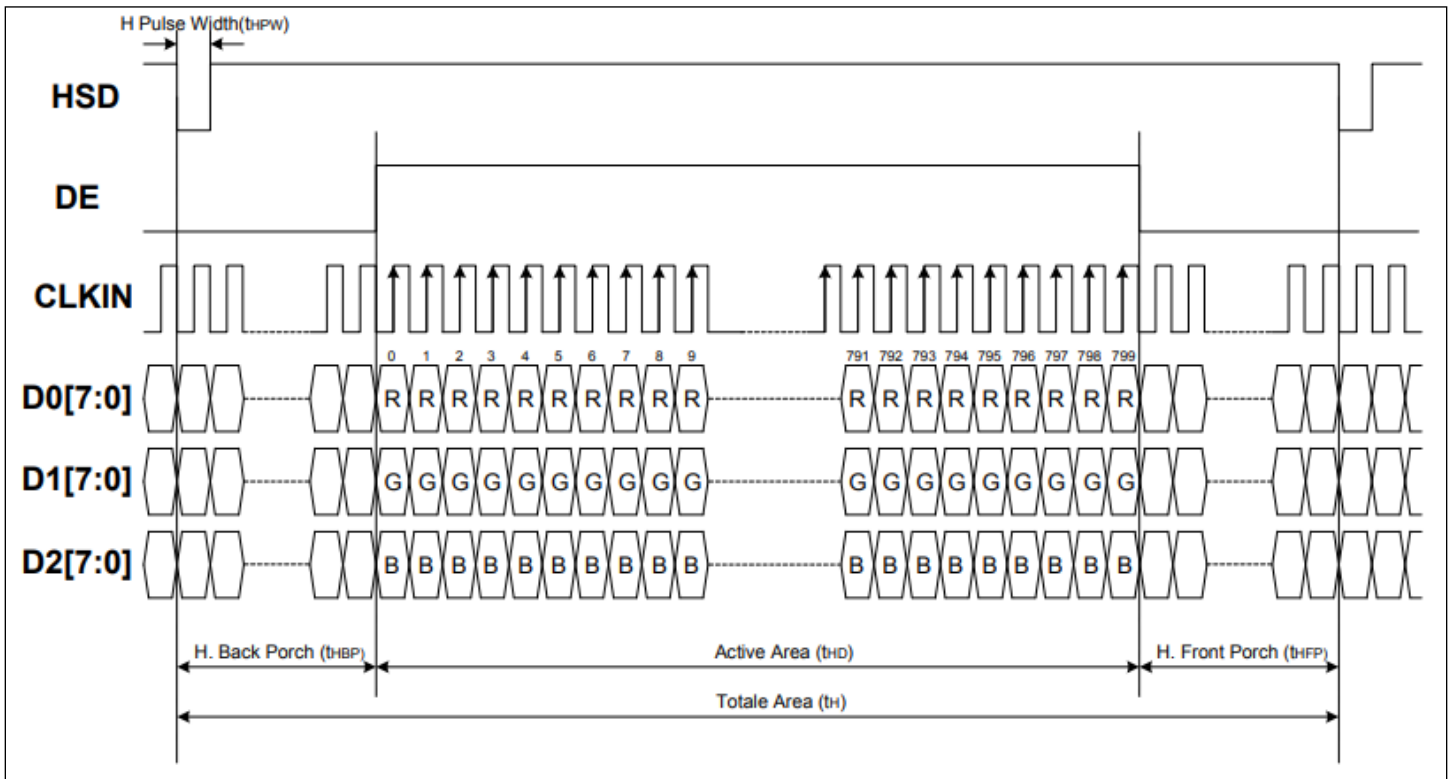 H Pulse Width(tHPW)
HSD
DE
CLKIN
0 1 2 3 4 5 6 7 8 9 791 792 793 794 795 796 797 798 799
D0[7:0] R R R R R R R R R R R R R R R R R R R
D1[7:0] G G G G G G G G G G G G G G G G G G G
D2[7:0] B B B B B B B B B B B B B B B B B B B
H. Back Porch (tHBP) Active Area (tHD) H. Front Porch (tHFP)
Totale Area (tH)